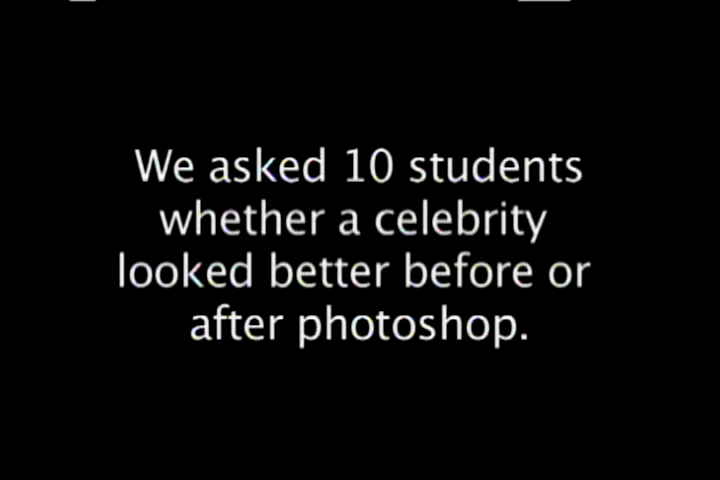 We asked 10 students
whether a celebrity
looked better before or
after photoshop.